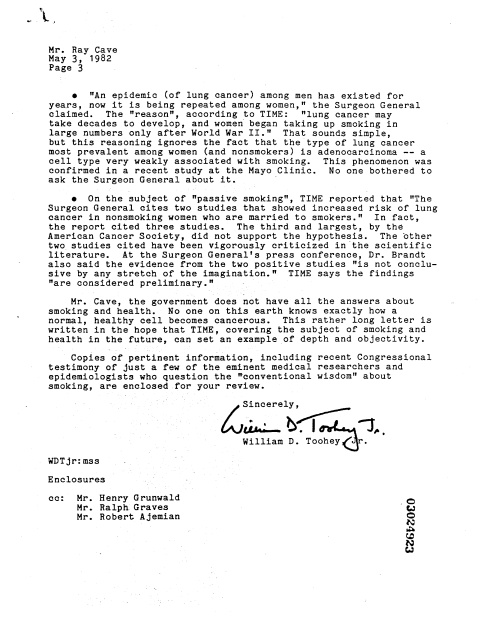 Mr. Ray Cave
May 3, 1982
Page 3
● "An epidemic (of lung cancer) among men has existed for
years, now it is being repeated among women," the Surgeon General
claimed. The "reason", according to TIME: "lung cancer may
take decades to develop, and women began taking up smoking in
large numbers only after World War II." That sounds simple,
but this reasoning ignores the fact that the type of lung cancer
most prevalent among women (and nonsmokers) is adenocarcinoma -- a
cell type very weakly associated with smoking. This phenomenon was
confirmed in a recent study at the Mayo Clinic. No one bothered to
ask the Surgeon General about it.
● On the subject of "passive smoking", TIME reported that "The
Surgeon General cites two studies that showed increased risk of lung
cancer in nonsmoking women who are married to smokers." In fact,
the report cited three studies. The third and largest, by the
American Cancer Society, did not support the hypothesis. The other
two studies cited have been vigorously criticized in the scientific
literature. At the Surgeon General's press conference, Dr. Brandt
also said the evidence from the two positive studies "is not conclu-
sive by any stretch of the imagination." TIME says the findings
"are considered preliminary."
Mr. Cave, the government does not have all the answers about
smoking and health. No one on this earth knows exactly how a
normal, healthy cell becomes cancerous. This rather long letter is
written in the hope that TIME, covering the subject of smoking and
health in the future, can set an example of depth and objectivity.
Copies of pertinent information, including recent Congressional
testimony of just a few of the eminent medical researchers and
epidemiologists who question the "conventional wisdom" about
smoking, are enclosed for your review.
Sincerely,
William D. Toohey Jr.
William D. Toohey, Jr.
WDTjr:mss
Enclosures
cc: Mr. Henry Grunwald
Mr. Ralph Graves
Mr. Robert Ajemian
03024923